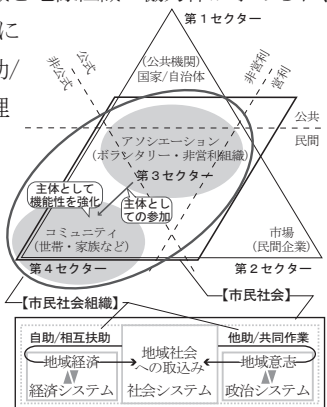 第1セクター
に
助/
理
(公共機関)
国家/自治体
非公式
公式
非営利
営利
公共
民間
アソシエーション
(ボランタリー・非営利組織)
第3セクター
主体として
機能性を強化
主体とし
ての参加
コミュニティ
(世帯・家族など)
市場
(民間企業)
第4セクター
第2セクター
【市民社会組織】
【市民社会】
自助/相互扶助
他助/共同作業
地域経済
地域社会
への取込み
地域意志
経済システム
社会システム
政治システム